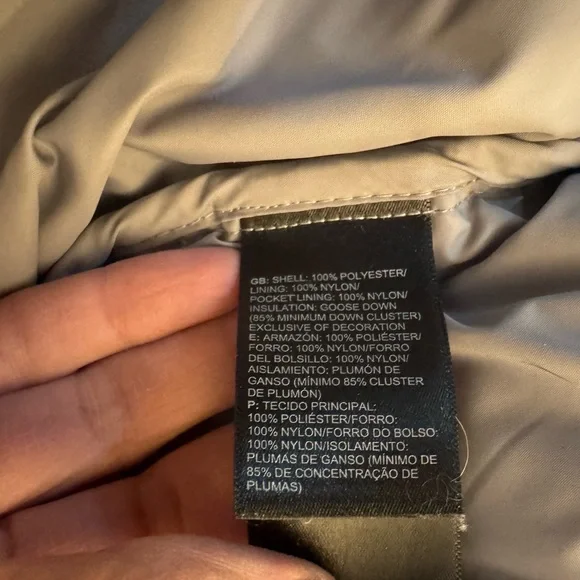 GB: SHELL: 100% POLYESTER/
LINING: 100% NYLON/
POCKET LINING: 100% NYLON/
INSULATION: GOOSE DOWN
(85% MINIMUM DOWN CLUSTER)
EXCLUSIVE OF DECORATION
E: ARMAZÓN: 100% POLIÉSTER/
FORRO: 100% NYLON/FORRO
DEL BOLSILLO: 100% NYLON/
AISLAMIENTO: PLUMÓN DE
GANSO (MÍNIMO 85% CLUSTER
DE PLUMÓN)
P: TECIDO PRINCIPAL:
100% POLIÉSTER/FORRO:
100% NYLON/FORRO DO BOLSO:
100% NYLON/ISOLAMENTO:
PLUMAS DE GANSO (MÍNIMO DE
85% DE CONCENTRAÇÃO DE
PLUMAS)